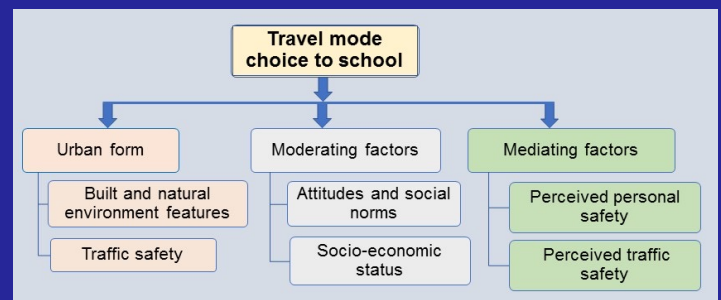 Travel mode
choice to school
Urban form
Moderating factors
Mediating factors
Built and natural
environment features
Traffic safety
Attitudes and social
norms
Socio-economic
status
Perceived personal
safety
Perceived traffic
safety